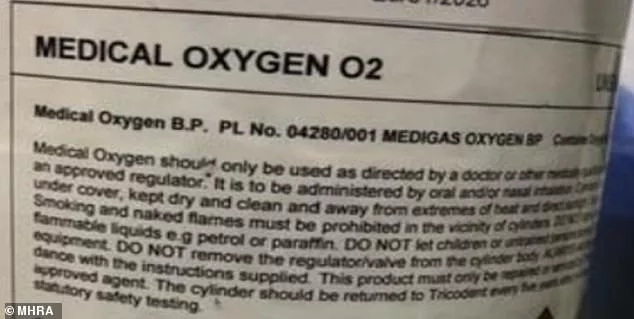 MEDICAL OXYGEN O2
Medical Oxygen B.P. PL No. 04280/001 MEDIGAS OXYGEN BP
Medical Oxygen should only be used as directed by a doctor or other
an approved regulator. It is to be administered by oral and/or nasal
under cover, kept dry and clean and away from extremes of heat and
Smoking and naked flames must be prohibited in the vicinity of cylinders.
flammable liquids e.g petrol or paraffin. DO NOT let children or
equipment. DO NOT remove the regulator/valve from the cylinder body.
dance with the instructions supplied. This product must only be
approved agent. The cylinder should be returned to Tricodent every five years
statutory safety testing.
© MHRA